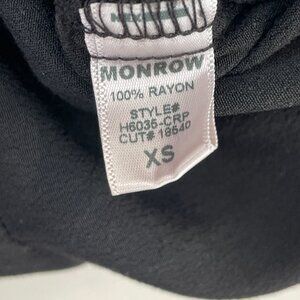 MONROW
100% RAYON
STYLE#
H6035-CRP
CUT# 18540
XS